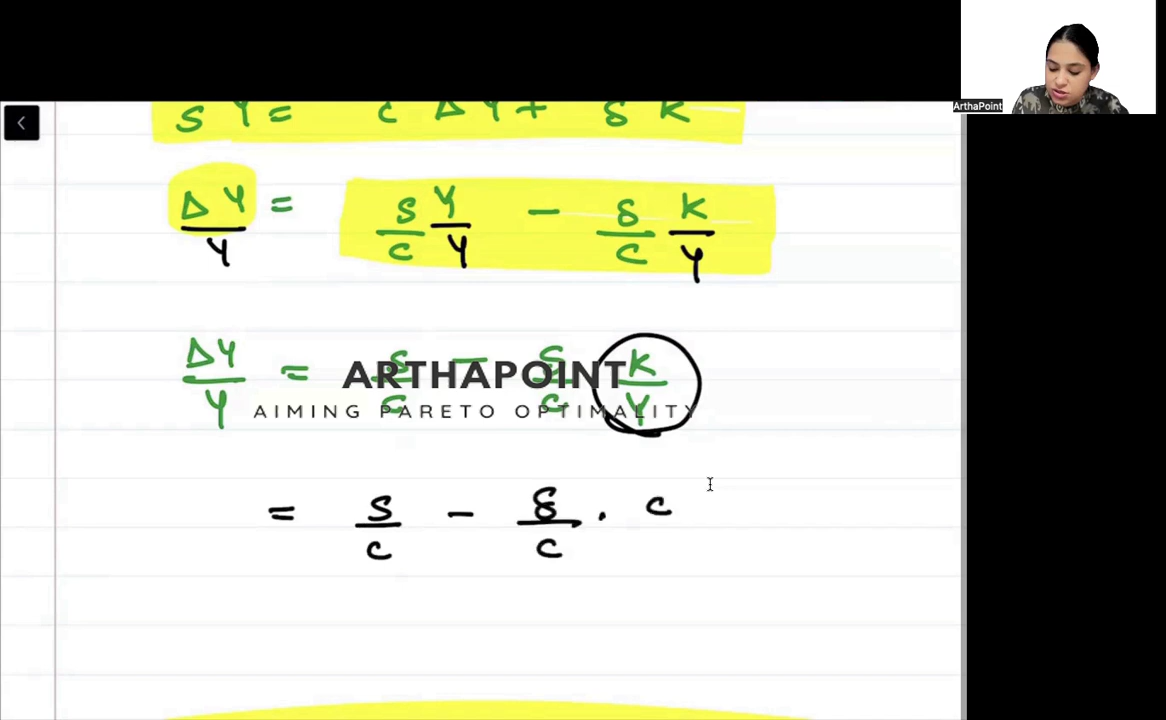 ArthaPoint
s Y = c Δ Y + δ K
ΔY/Y = s/c Y/Y - δ/c K/Y
ΔY/Y = s/c - δ/c K/Y
ARTHAPOINT
AIMING PARETO OPTIMALITY
= s/c - δ/c . c